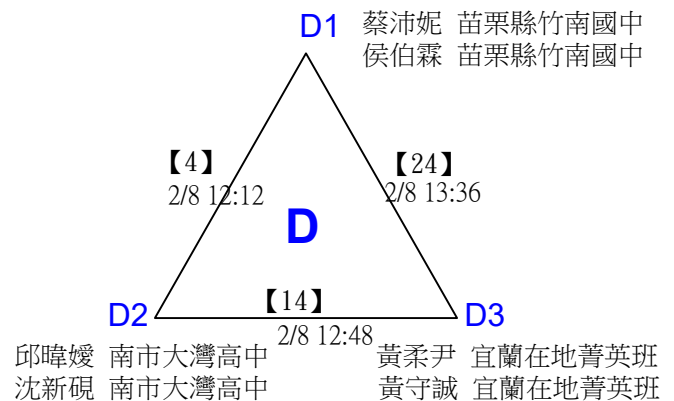 D1
蔡沛妮 苗栗縣竹南國中
侯伯霖 苗栗縣竹南國中
【4】
2/8 12:12
【24】
2/8 13:36
D
【14】
2/8 12:48
D2
邱暐嫒 南市大灣高中
沈新硯 南市大灣高中
D3
黃柔尹 宜蘭在地菁英班
黃守誠 宜蘭在地菁英班